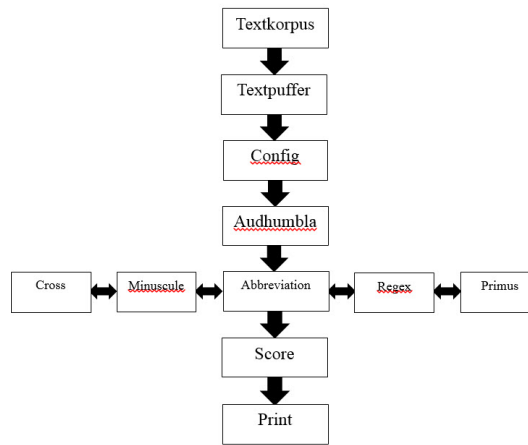 Textkorpus
Textpuffer
Config
Audhumbla
Cross
Minuscule
Abbreviation
Regex
Primus
Score
Print